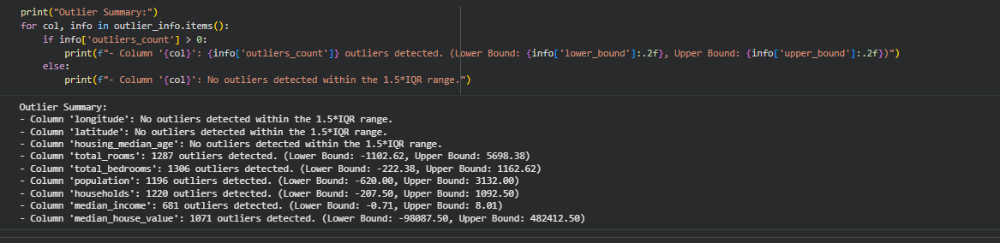 print("Outlier Summary:")
for col, info in outlier_info.items():
    if info['outliers_count'] > 0:
        print(f"- Column '{col}': {info['outliers_count']} outliers detected. (Lower Bound: {info['lower_bound']:.2f}, Upper Bound: {info['upper_bound']:.2f})")
    else:
        print(f"- Column '{col}': No outliers detected within the 1.5*IQR range.")
Outlier Summary:
- Column 'longitude': No outliers detected within the 1.5*IQR range.
- Column 'latitude': No outliers detected within the 1.5*IQR range.
- Column 'housing_median_age': No outliers detected within the 1.5*IQR range.
- Column 'total_rooms': 1287 outliers detected. (Lower Bound: -1102.62, Upper Bound: 5698.38)
- Column 'total_bedrooms': 1306 outliers detected. (Lower Bound: -222.38, Upper Bound: 1162.62)
- Column 'population': 1196 outliers detected. (Lower Bound: -620.00, Upper Bound: 3132.00)
- Column 'households': 1220 outliers detected. (Lower Bound: -207.50, Upper Bound: 1092.50)
- Column 'median_income': 681 outliers detected. (Lower Bound: -0.71, Upper Bound: 8.01)
- Column 'median_house_value': 1071 outliers detected. (Lower Bound: -98087.50, Upper Bound: 482412.50)